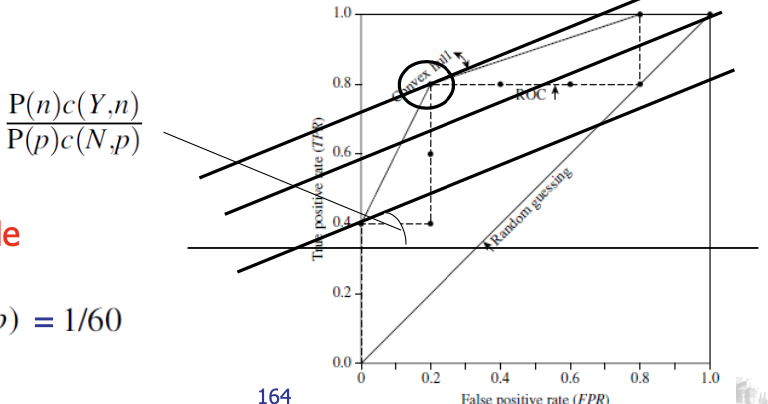 P(n)c(Y,n)
P(p)c(N,p)
le
p) = 1/60
164
True positive rate (TPR)
1.0
0.8
0.6
0.4
0.2
0.0
Convex hull
ROC
Random guessing
0
0.2
0.4
0.6
0.8
1.0
False positive rate (FPR)